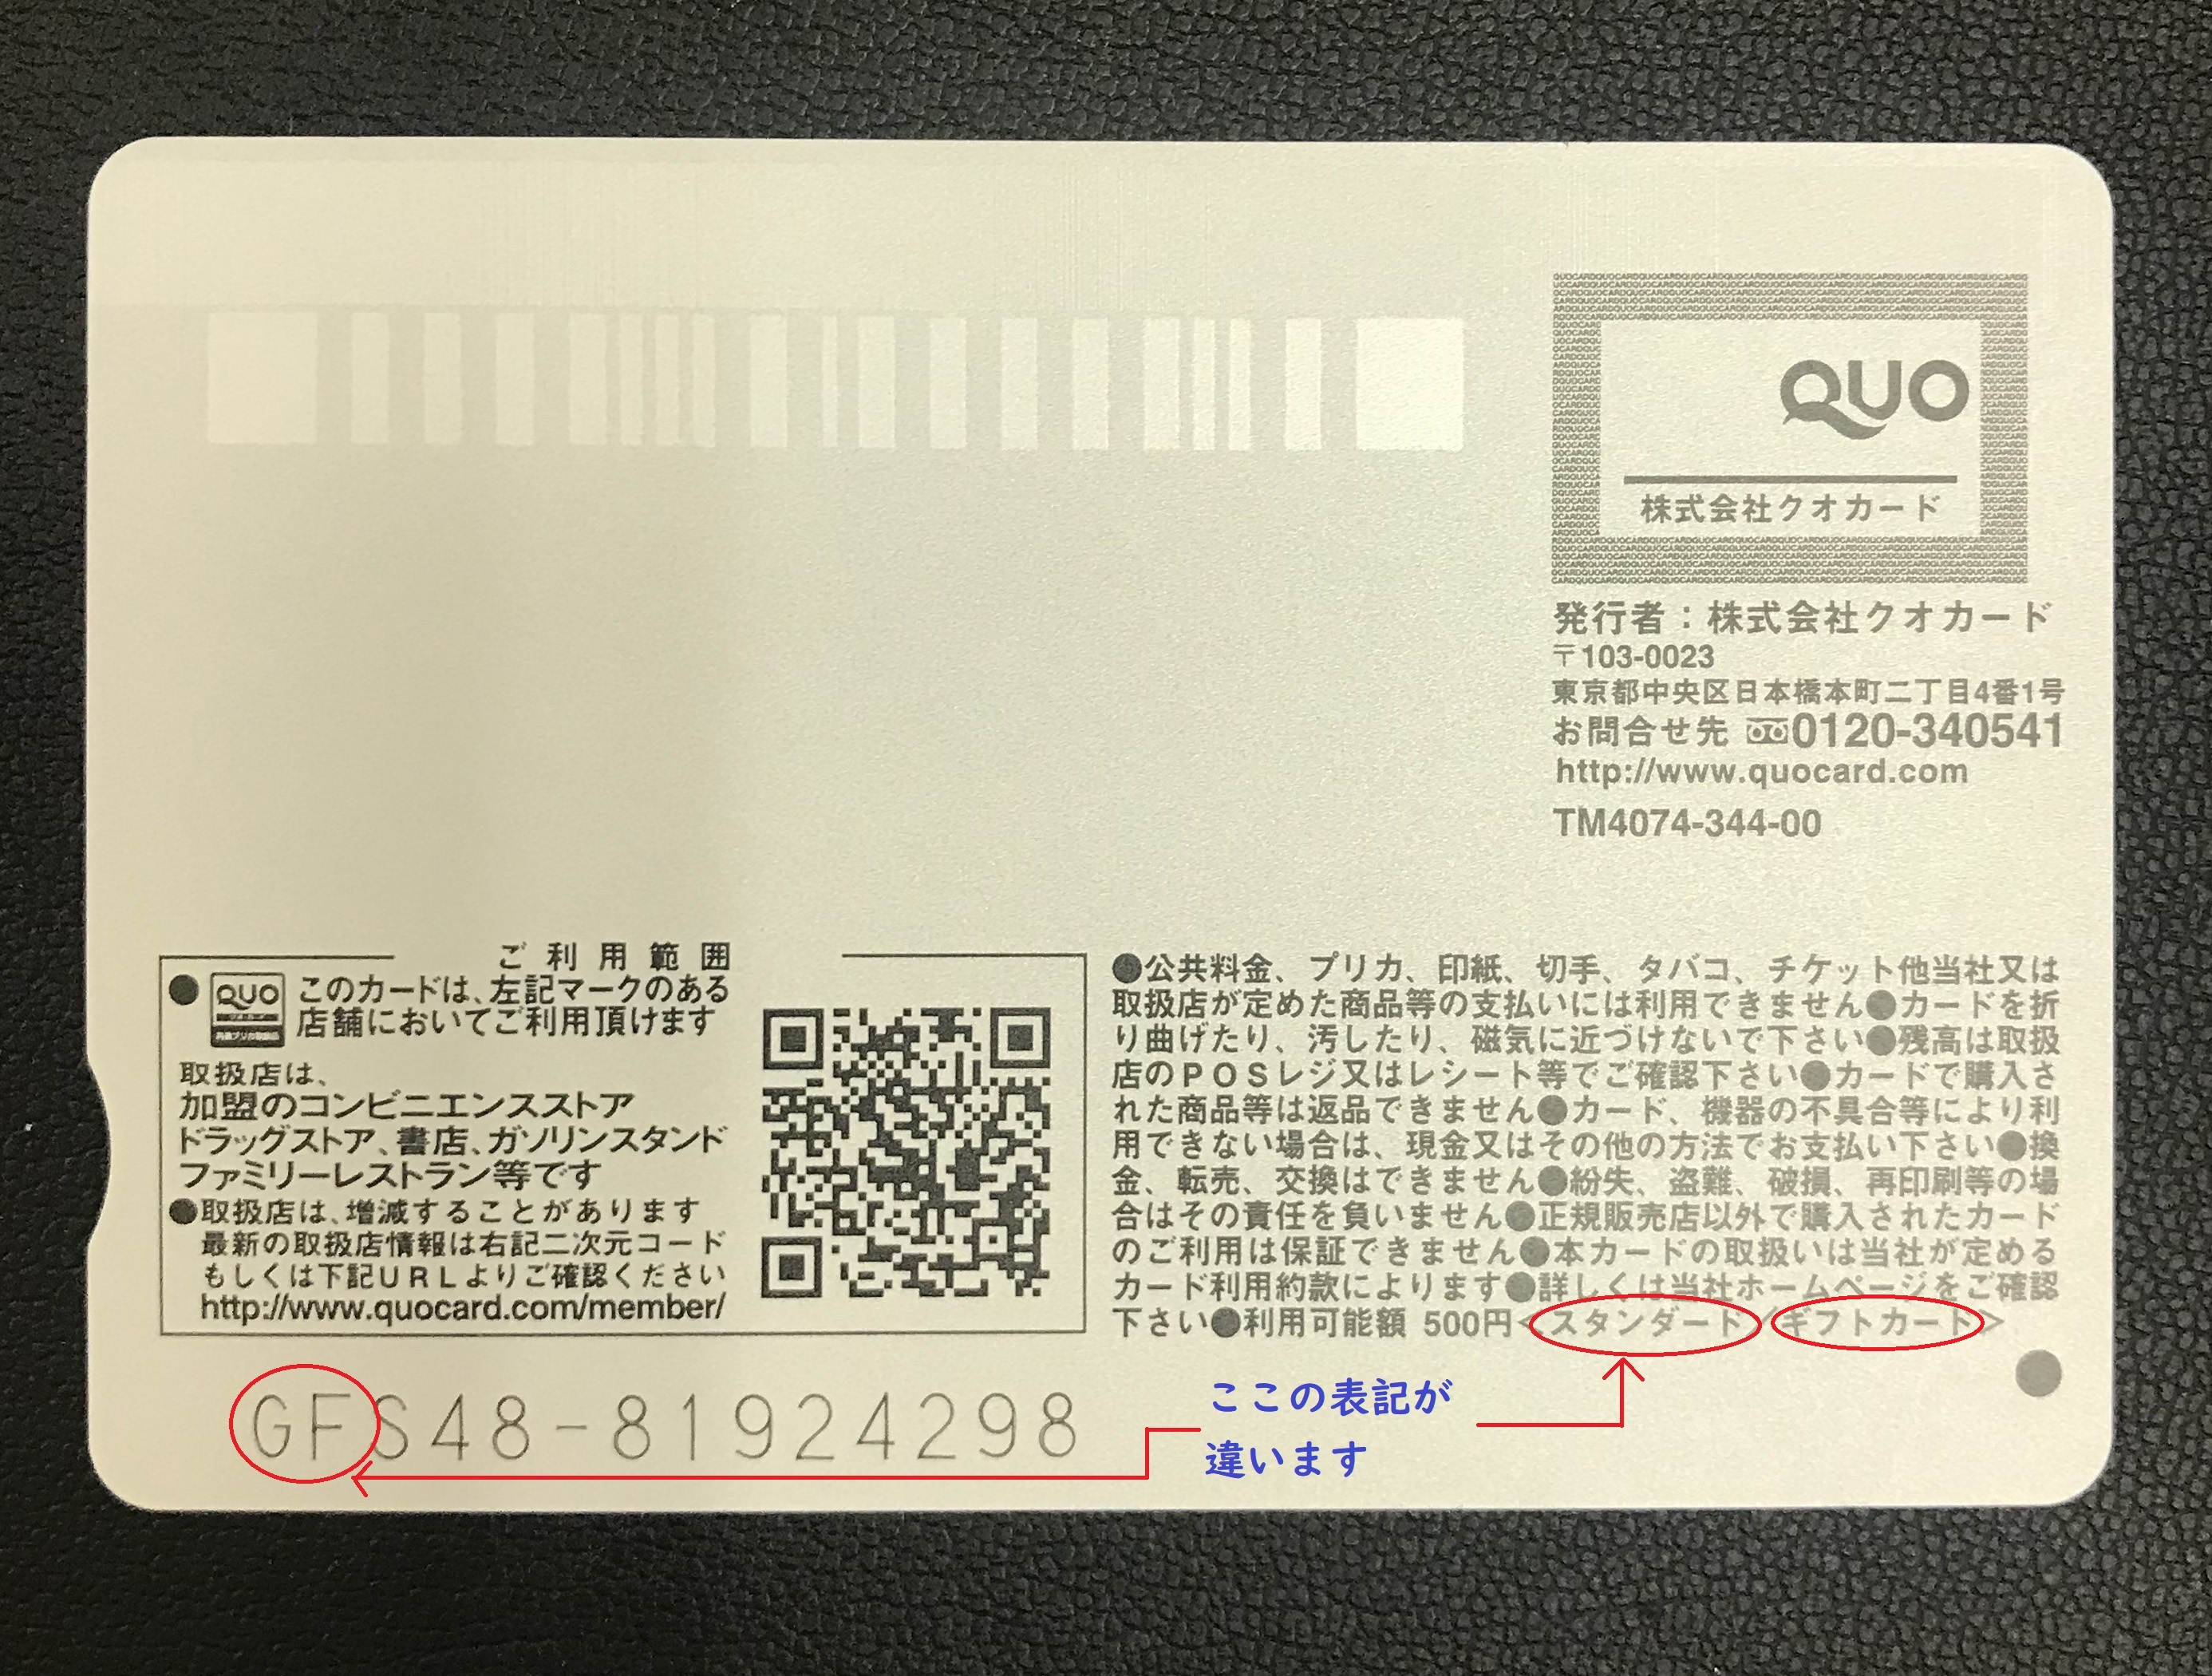 QUO
株式会社クオカード
発行者：株式会社クオカード
〒103-0023
東京都中央区日本橋本町二丁目4番1号
お問合せ先 0120-340541
http://www.quocard.com
TM4074-344-00
ご利用範囲
●QUO このカードは、左記マークのある
店舗においてご利用頂けます
取扱店は、
加盟のコンビニエンスストア
ドラッグストア、書店、ガソリンスタンド
ファミリーレストラン等です
●取扱店は、増減することがあります
最新の取扱店情報は右記二次元コード
もしくは下記URLよりご確認ください
http://www.quocard.com/member/
●公共料金、プリカ、印紙、切手、タバコ、チケット他当社又は
取扱店が定めた商品等の支払いには利用できません●カードを折
り曲げたり、汚したり、磁気に近づけないで下さい●残高は取扱
店のPOSレジ又はレシート等でご確認下さい●カードで購入さ
れた商品等は返品できません●カード、機器の不具合等により利
用できない場合は、現金又はその他の方法でお支払い下さい●換
金、転売、交換はできません●紛失、盗難、破損、再印刷等の場
合はその責任を負いません●正規販売店以外で購入されたカード
のご利用は保証できません●本カードの取扱いは当社が定める
カード利用約款によります●詳しくは当社ホームページをご確認
下さい●利用可能額 500円<スタンダード/ギフトカード>
GFS48-81924298
ここの表記が
違います